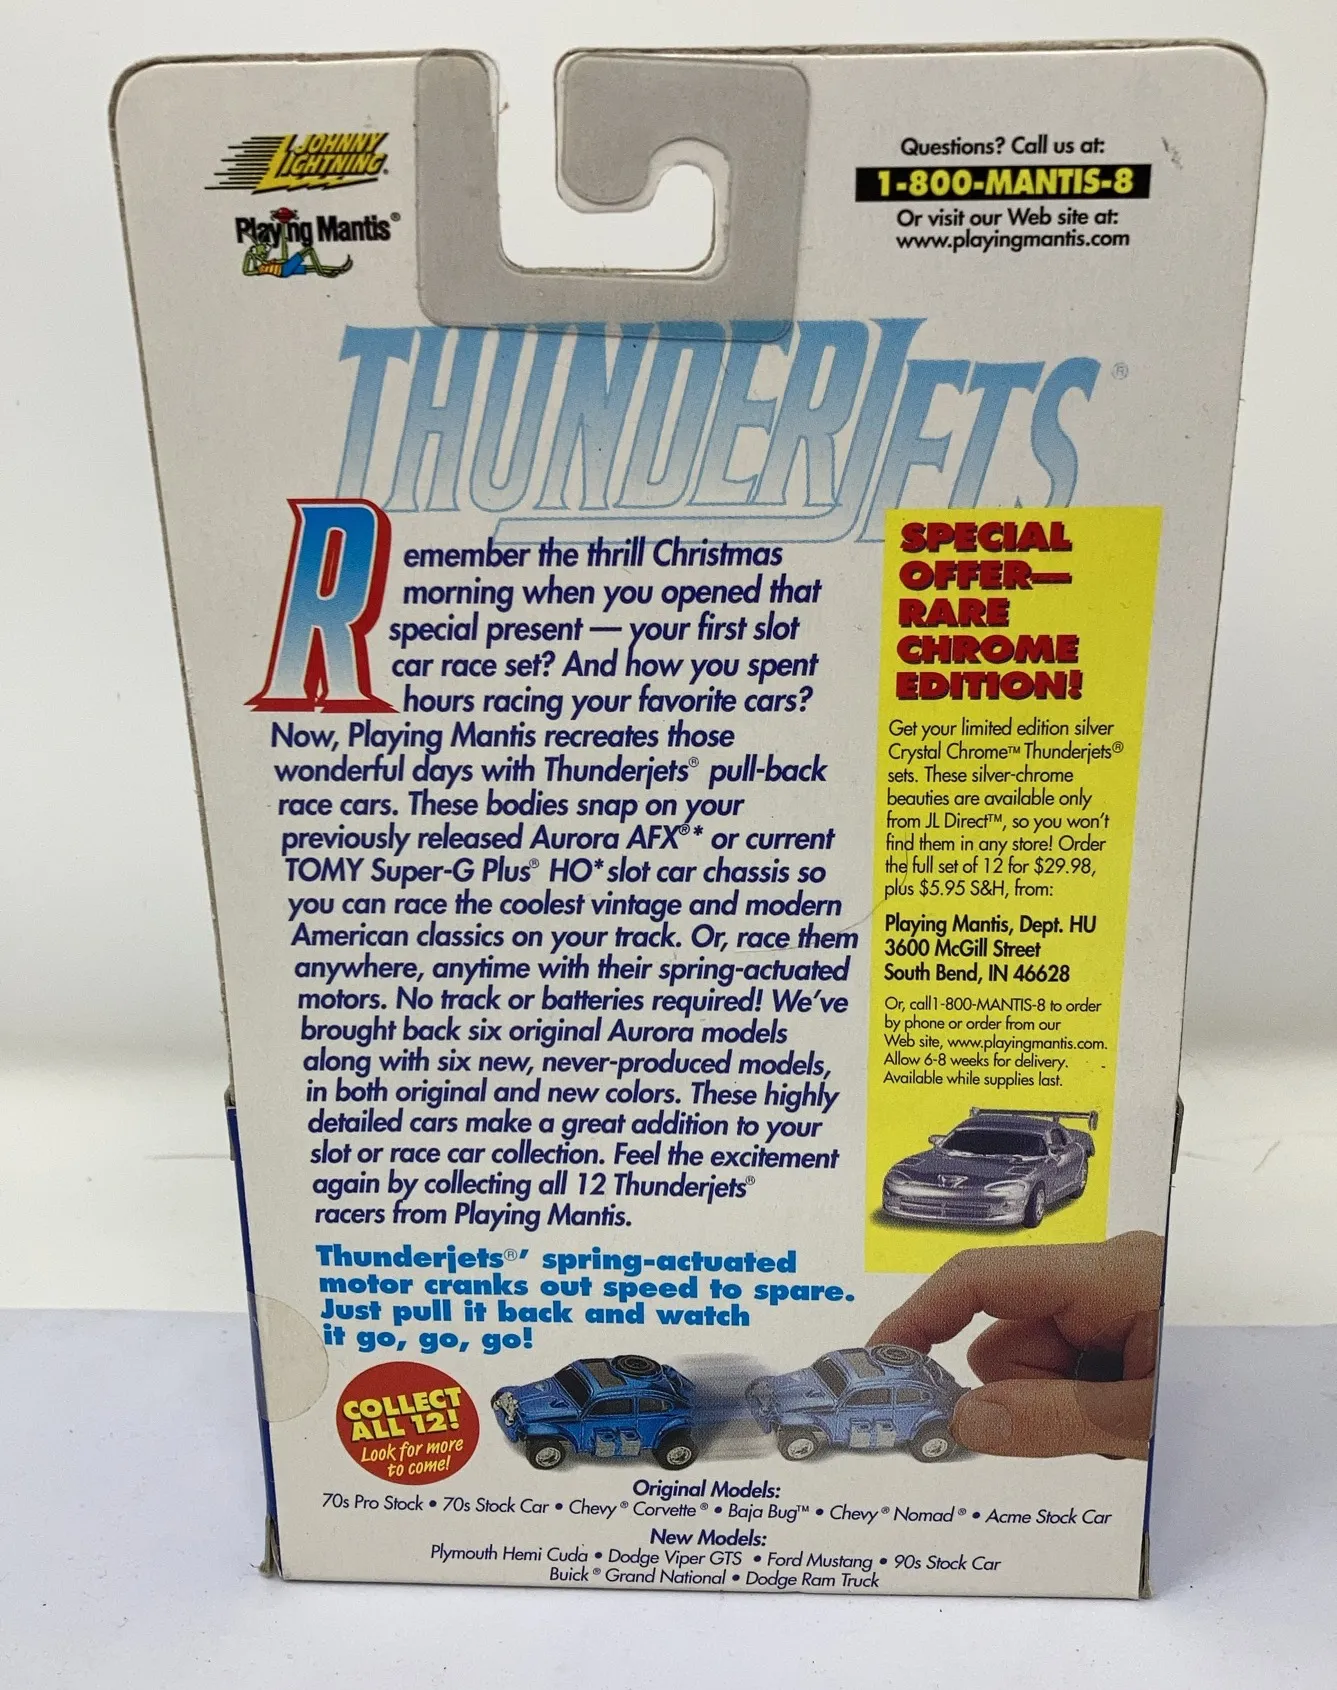 JOHNNY
LIGHTNING®
Playing Mantis®
Questions? Call us at:
1-800-MANTIS-8
Or visit our Web site at:
www.playingmantis.com
THUNDERJETS®
Remember the thrill Christmas
morning when you opened that
special present — your first slot
car race set? And how you spent
hours racing your favorite cars?
Now, Playing Mantis recreates those
wonderful days with Thunderjets® pull-back
race cars. These bodies snap on your
previously released Aurora AFX®* or current
TOMY Super-G Plus® HO* slot car chassis so
you can race the coolest vintage and modern
American classics on your track. Or, race them
anywhere, anytime with their spring-actuated
motors. No track or batteries required! We've
brought back six original Aurora models
along with six new, never-produced models,
in both original and new colors. These highly
detailed cars make a great addition to your
slot or race car collection. Feel the excitement
again by collecting all 12 Thunderjets®
racers from Playing Mantis.
Thunderjets®' spring-actuated
motor cranks out speed to spare.
Just pull it back and watch
it go, go, go!
SPECIAL
OFFER—
RARE
CHROME
EDITION!
Get your limited edition silver
Crystal Chrome™ Thunderjets®
sets. These silver-chrome
beauties are available only
from JL Direct™, so you won't
find them in any store! Order
the full set of 12 for $29.98,
plus $5.95 S&H, from:
Playing Mantis, Dept. HU
3600 McGill Street
South Bend, IN 46628
Or, call1-800-MANTIS-8 to order
by phone or order from our
Web site, www.playingmantis.com.
Allow 6-8 weeks for delivery.
Available while supplies last.
COLLECT
ALL 12!
Look for more
to come!
Original Models:
70s Pro Stock • 70s Stock Car • Chevy® Corvette® • Baja Bug™ • Chevy® Nomad® • Acme Stock Car
New Models:
Plymouth Hemi Cuda • Dodge Viper GTS • Ford Mustang • 90s Stock Car
Buick® Grand National • Dodge Ram Truck